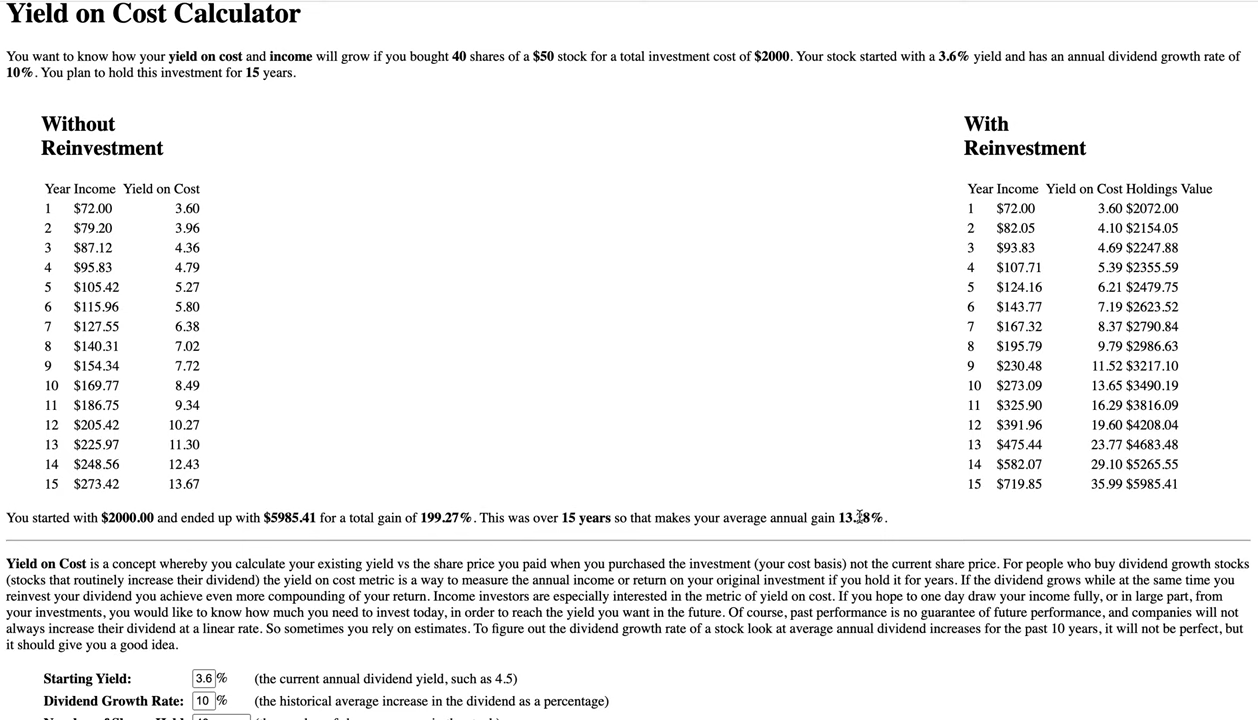 Yield on Cost Calculator
You want to know how your yield on cost and income will grow if you bought 40 shares of a $50 stock for a total investment cost of $2000. Your stock started with a 3.6% yield and has an annual dividend growth rate of
10%. You plan to hold this investment for 15 years.
Without
Reinvestment
Year Income Yield on Cost
1 $72.00 3.60
2 $79.20 3.96
3 $87.12 4.36
4 $95.83 4.79
5 $105.42 5.27
6 $115.96 5.80
7 $127.55 6.38
8 $140.31 7.02
9 $154.34 7.72
10 $169.77 8.49
11 $186.75 9.34
12 $205.42 10.27
13 $225.97 11.30
14 $248.56 12.43
15 $273.42 13.67
With
Reinvestment
Year Income Yield on Cost Holdings Value
1 $72.00 3.60 $2072.00
2 $82.05 4.10 $2154.05
3 $93.83 4.69 $2247.88
4 $107.71 5.39 $2355.59
5 $124.16 6.21 $2479.75
6 $143.77 7.19 $2623.52
7 $167.32 8.37 $2790.84
8 $195.79 9.79 $2986.63
9 $230.48 11.52 $3217.10
10 $273.09 13.65 $3490.19
11 $325.90 16.29 $3816.09
12 $391.96 19.60 $4208.04
13 $475.44 23.77 $4683.48
14 $582.07 29.10 $5265.55
15 $719.85 35.99 $5985.41
You started with $2000.00 and ended up with $5985.41 for a total gain of 199.27%. This was over 15 years so that makes your average annual gain
Yield on Cost is a concept whereby you calculate your existing yield vs the share price you paid when you purchased the investment (your cost basis) not the current share price. For people who buy dividend growth stocks
(stocks that routinely increase their dividend) the yield on cost metric is a way to measure the annual income or return on your original investment if you hold it for years. If the dividend grows while at the same time you
reinvest your dividend you achieve even more compounding of your return. Income investors are especially interested in the metric of yield on cost. If you hope to one day draw your income fully, or in large part, from
your investments, you would like to know how much you need to invest today, in order to reach the yield you want in the future. Of course, past performance is no guarantee of future performance, and companies will not
always increase their dividend at a linear rate. So sometimes you rely on estimates. To figure out the dividend growth rate of a stock look at average annual dividend increases for the past 10 years, it will not be perfect, but
it should give you a good idea.
Starting Yield: 3.6 % (the current annual dividend yield, such as 4.5)
Dividend Growth Rate: 10 % (the historical average increase in the dividend as a percentage)